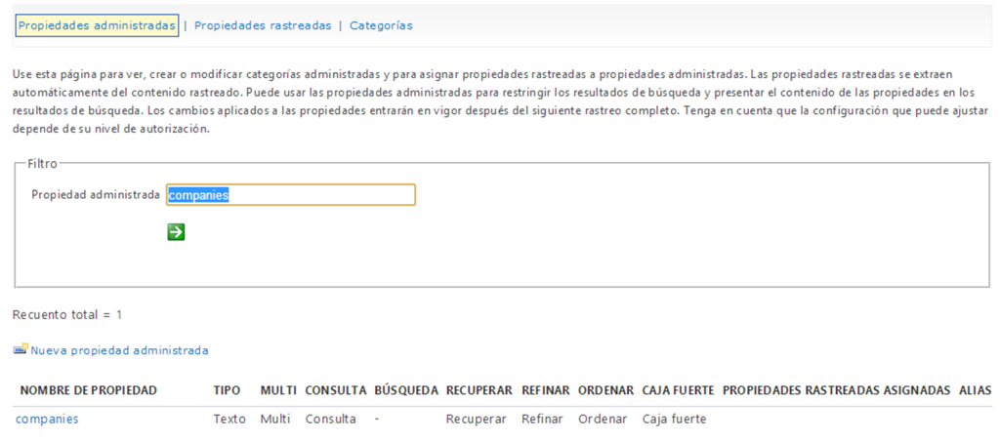 Propiedades administradas | Propiedades rastreadas | Categorías
Use esta página para ver, crear o modificar categorías administradas y para asignar propiedades rastreadas a propiedades administradas. Las propiedades rastreadas se extraen
automáticamente del contenido rastreado. Puede usar las propiedades administradas para restringir los resultados de búsqueda y presentar el contenido de las propiedades en los
resultados de búsqueda. Los cambios aplicados a las propiedades entrarán en vigor después del siguiente rastreo completo. Tenga en cuenta que la configuración que puede ajustar
depende de su nivel de autorización.
Filtro
Propiedad administrada companies
Recuento total = 1
Nueva propiedad administrada
NOMBRE DE PROPIEDAD TIPO MULTI CONSULTA BÚSQUEDA RECUPERAR REFINAR ORDENAR CAJA FUERTE PROPIEDADES RASTREADAS ASIGNADAS ALIAS
companies Texto Multi Consulta - Recuperar Refinar Ordenar Caja fuerte